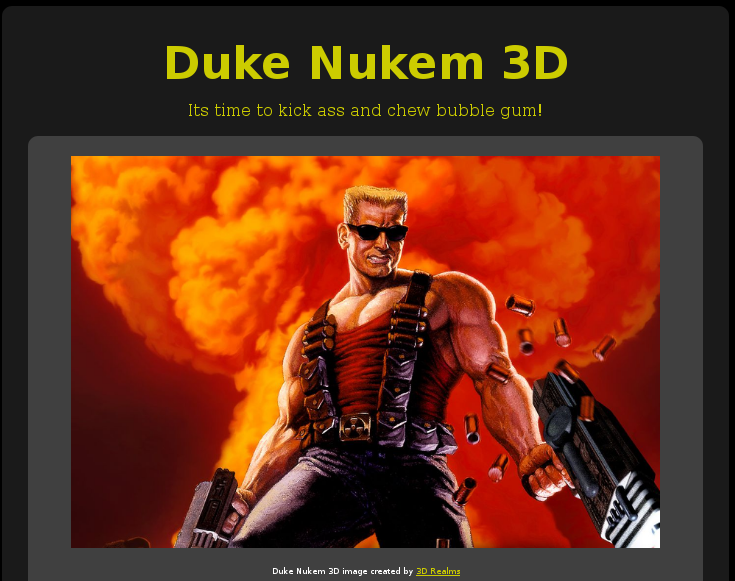 Duke Nukem 3D
Its time to kick ass and chew bubble gum!
Duke Nukem 3D image created by 3D Realms